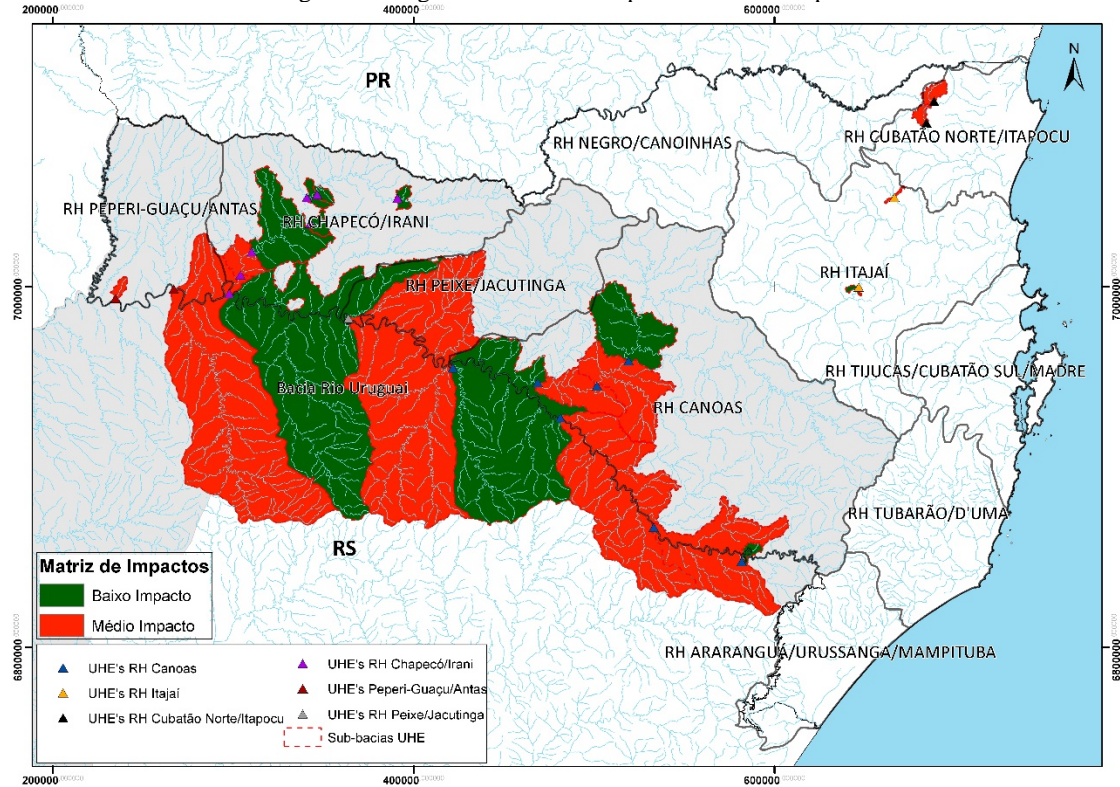 200000
400000
600000
N
PR
RH NEGRO/CANOINHAS
RH CUBATÃO NORTE/ITAPOCU
RH PEPERI-GUAÇU/ANTAS
RH CHAPECÓ/IRANI
RH ITAJAÍ
RH PEIXE/JACUTINGA
7000000
7000000
RH TIJUCAS/CUBATÃO SUL/MADRE
Bacia Rio Uruguai
RH CANOAS
RH TUBARÃO/D'UMA
RS
Matriz de Impactos
Baixo Impacto
Médio Impacto
RH ARARANGUÁ/URUSSANGA/MAMPITUBA
6800000
6800000
UHE's RH Canoas
UHE's RH Itajaí
UHE's RH Cubatão Norte/Itapocu
UHE's RH Chapecó/Irani
UHE's Peperi-Guaçu/Antas
UHE's RH Peixe/Jacutinga
Sub-bacias UHE
200000
400000
600000